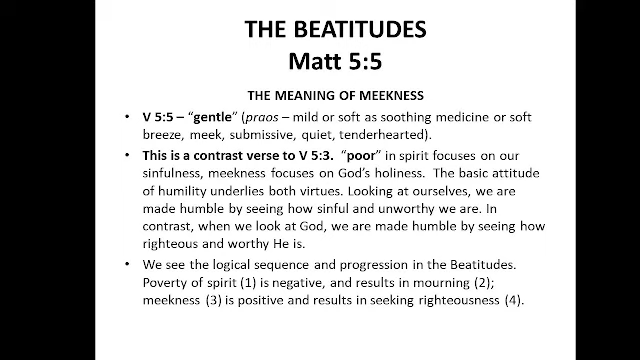 THE BEATITUDES
Matt 5:5
THE MEANING OF MEEKNESS
• V 5:5 – “gentle” (praos – mild or soft as soothing medicine or soft
breeze, meek, submissive, quiet, tenderhearted).
• This is a contrast verse to V 5:3. “poor” in spirit focuses on our
sinfulness, meekness focuses on God’s holiness. The basic attitude
of humility underlies both virtues. Looking at ourselves, we are
made humble by seeing how sinful and unworthy we are. In
contrast, when we look at God, we are made humble by seeing how
righteous and worthy He is.
• We see the logical sequence and progression in the Beatitudes.
Poverty of spirit (1) is negative, and results in mourning (2);
meekness (3) is positive and results in seeking righteousness (4).